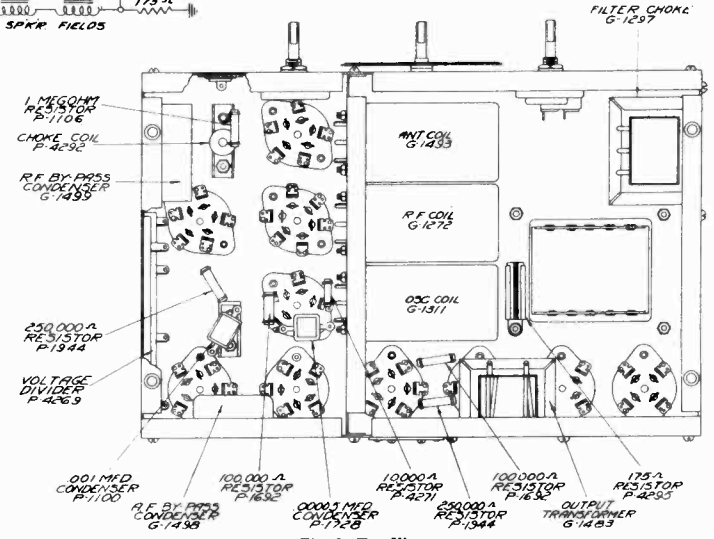 175 Ω
SPKR. FIELDS
FILTER CHOKE
G-1297
1 MEGOHM
RESISTOR
P-1106
CHOKE COIL
P-4292
R.F BY-PASS
CONDENSER
G-1499
ANT COIL
G-1493
R F COIL
G-1272
OSC COIL
G-1311
250,000 Ω
RESISTOR
P-1944
VOLTAGE
DIVIDER
P-4269
.001 MFD
CONDENSER
P-1100
A.F. BY-PASS
CONDENSER
G-1498
100,000 Ω
RESISTOR
P-1692
.00005 MFD
CONDENSER
P-1728
10,000 Ω
RESISTOR
P-4271
250,000 Ω
RESISTOR
P-1944
100,000 Ω
RESISTOR
P-1692
OUTPUT
TRANSFORMER
G-1483
175 Ω
RESISTOR
P-4295